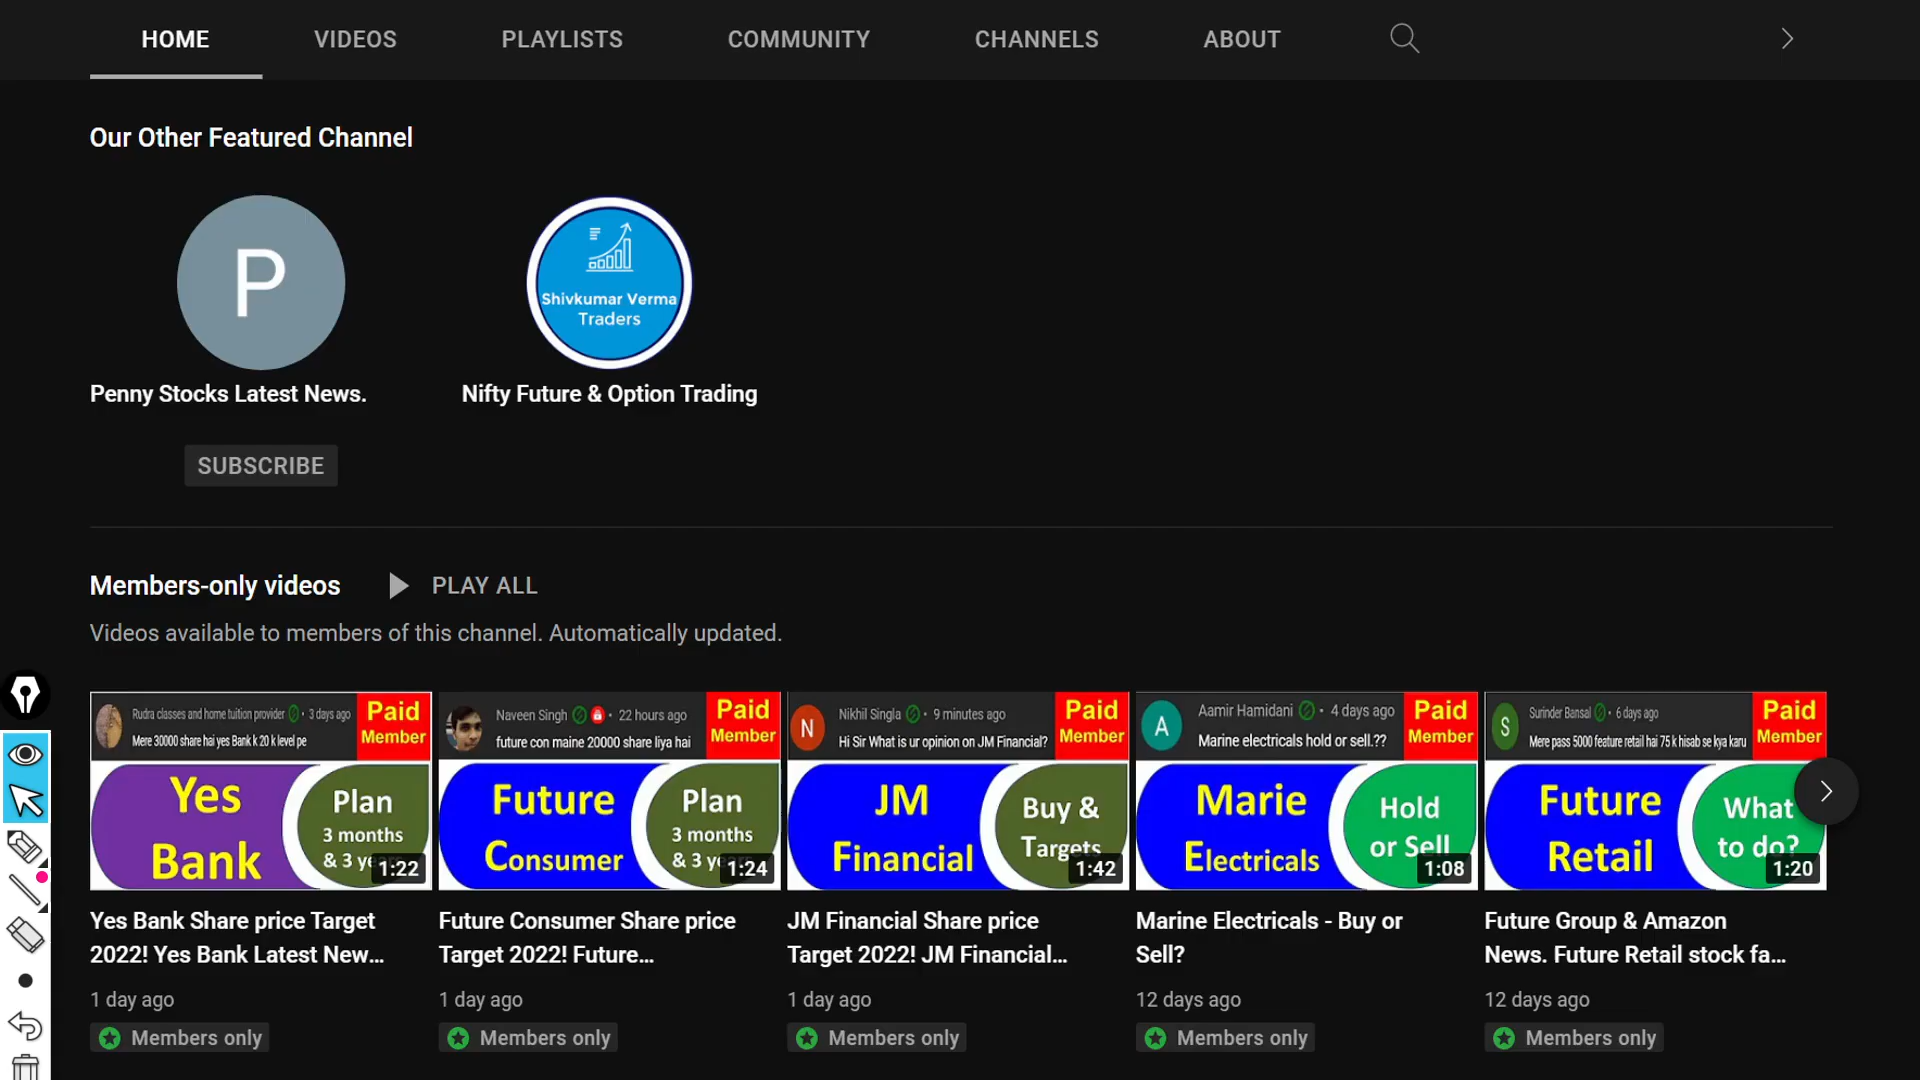 HOME VIDEOS PLAYLISTS COMMUNITY CHANNELS ABOUT
Our Other Featured Channel
P
Shivkumar Verma
Traders
Penny Stocks Latest News.
Nifty Future & Option Trading
SUBSCRIBE
Members-only videos PLAY ALL
Videos available to members of this channel. Automatically updated.
Rudra classes and home tuition provider • 3 days ago
Mere 30000 share hai yes Bank k 20 k level pe
Paid
Member
Yes
Bank
Plan
3 months
& 3 ye
1:22
Yes Bank Share price Target
2022! Yes Bank Latest New...
1 day ago
Members only
Naveen Singh • 22 hours ago
future con maine 20000 share liya hai
Paid
Member
Future
Consumer
Plan
3 months
& 3 ye
1:24
Future Consumer Share price
Target 2022! Future...
1 day ago
Members only
N
Nikhil Singla • 9 minutes ago
Hi Sir What is ur opinion on JM Financial?
Paid
Member
JM
Financial
Buy &
Targets
1:42
JM Financial Share price
Target 2022! JM Financial...
1 day ago
Members only
A
Aamir Hamidani • 4 days ago
Marine electricals hold or sell.??
Paid
Member
Marie
Electricals
Hold
or Sell
1:08
Marine Electricals - Buy or
Sell?
12 days ago
Members only
S
Surinder Bansal • 6 days ago
Mere pass 5000 feature retail hai 75 k hisab se kya karu
Paid
Member
Future
Retail
What
to do?
1:20
Future Group & Amazon
News. Future Retail stock fa...
12 days ago
Members only